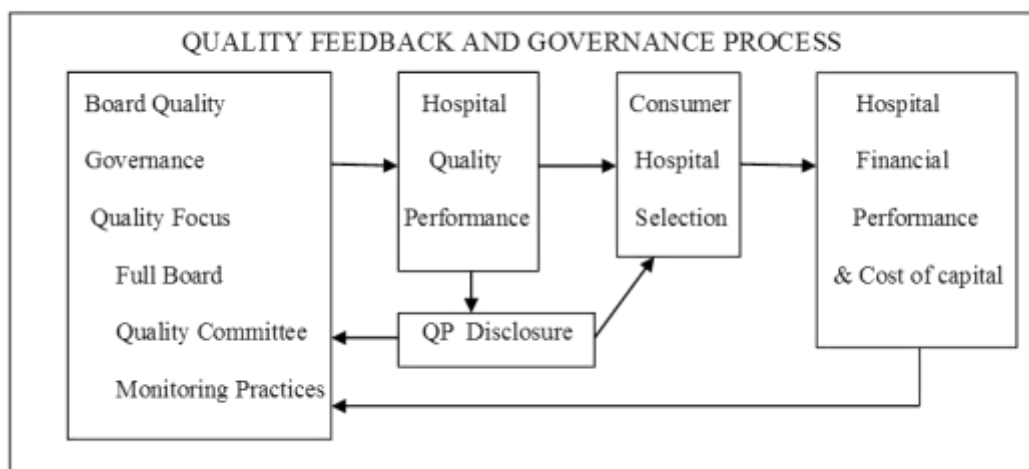 QUALITY FEEDBACK AND GOVERNANCE PROCESS
Board Quality
Governance
Quality Focus
Full Board
Quality Committee
Monitoring Practices
Hospital
Quality
Performance
QP Disclosure
Consumer
Hospital
Selection
Hospital
Financial
Performance
& Cost of capital